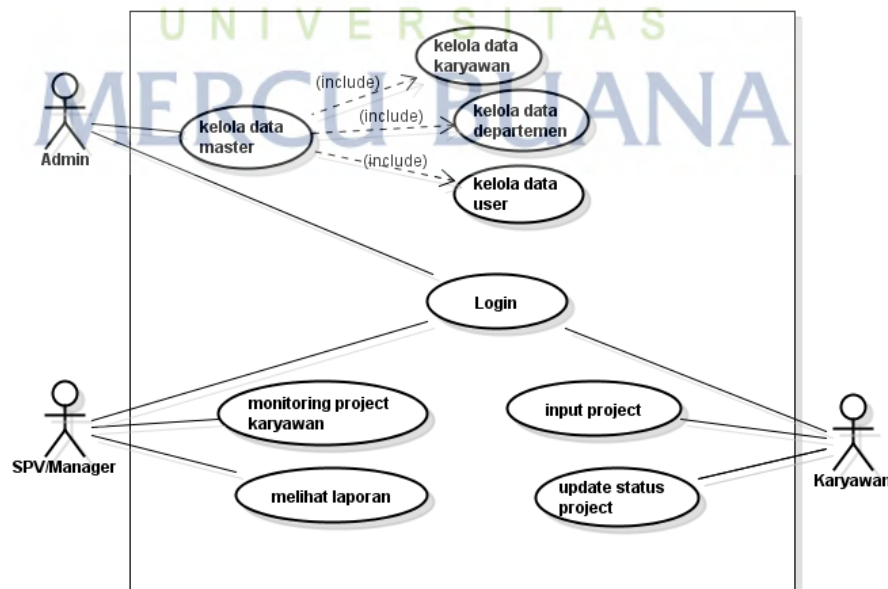 UNIVERSITAS
MERCU BUANA
kelola data
karyawan
(include)
Admin
kelola data
master
(include)
kelola data
departemen
(include)
kelola data
user
Login
SPV/Manager
monitoring project
karyawan
melihat laporan
input project
update status
project
Karyawan